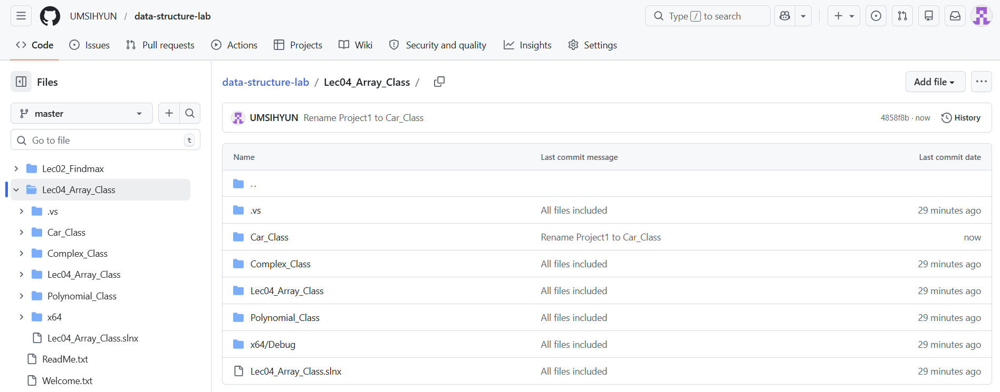 UMSIHYUN / data-structure-lab
Type / to search
Code Issues Pull requests Actions Projects Wiki Security and quality Insights Settings
Files
master
Go to file t
Lec02_Findmax
Lec04_Array_Class
.vs
Car_Class
Complex_Class
Lec04_Array_Class
Polynomial_Class
x64
Lec04_Array_Class.slnx
ReadMe.txt
Welcome.txt
data-structure-lab / Lec04_Array_Class /
Add file
UMSIHYUN Rename Project1 to Car_Class 4858f8b · now History
Name Last commit message Last commit date
..
.vs All files included 29 minutes ago
Car_Class Rename Project1 to Car_Class now
Complex_Class All files included 29 minutes ago
Lec04_Array_Class All files included 29 minutes ago
Polynomial_Class All files included 29 minutes ago
x64/Debug All files included 29 minutes ago
Lec04_Array_Class.slnx All files included 29 minutes ago